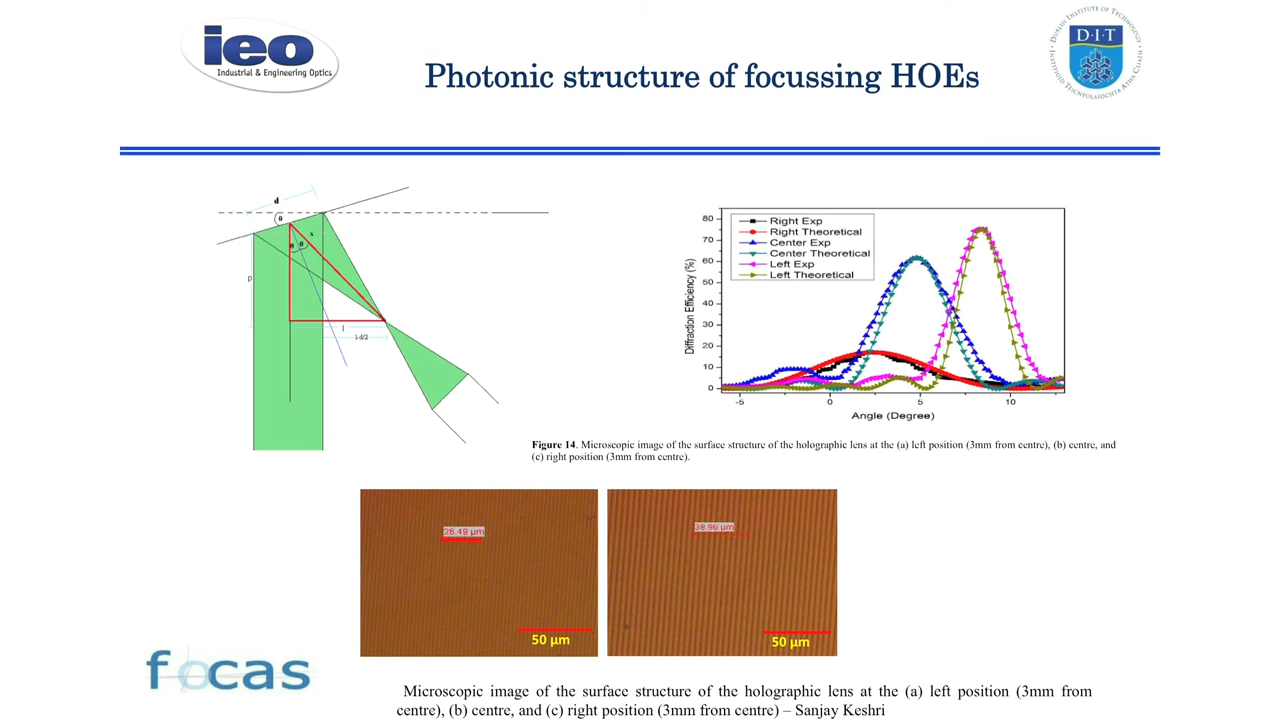 ieo
Industrial & Engineering Optics
Photonic structure of focussing HOEs
DUBLIN INSTITUTE OF TECHNOLOGY
D·I·T
d
θ
x
θ
θ
p
l
l-d/2
Diffraction Efficiency (%)
80
70
60
50
40
30
20
10
0
Right Exp
Right Theoretical
Center Exp
Center Theoretical
Left Exp
Left Theoretical
-5 0 5 10
Angle (Degree)
Figure 14. Microscopic image of the surface structure of the holographic lens at the (a) left position (3mm from centre), (b) centre, and
(c) right position (3mm from centre).
50 µm
38.96 µm
50 µm
focas
Microscopic image of the surface structure of the holographic lens at the (a) left position (3mm from
centre), (b) centre, and (c) right position (3mm from centre) – Sanjay Keshri